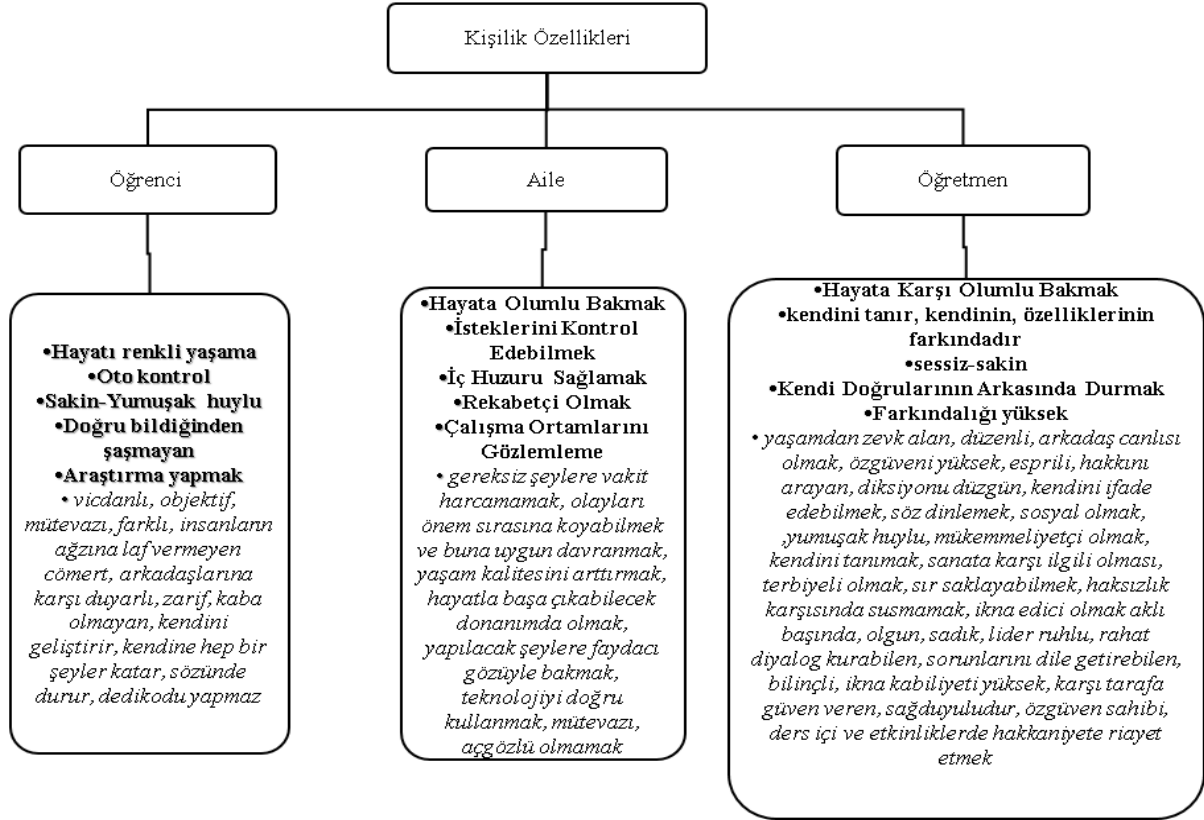 Kişilik Özellikleri
Öğrenci
Aile
Öğretmen
•Hayatı renkli yaşama
•Oto kontrol
•Sakin-Yumuşak huylu
•Doğru bildiğinden
şaşmayan
•Araştırma yapmak
• vicdanlı, objektif,
mütevazı, farklı, insanların
ağzına laf vermeyen
cömert, arkadaşlarına
karşı duyarlı, zarif, kaba
olmayan, kendini
geliştirir, kendine hep bir
şeyler katar, sözünde
durur, dedikodu yapmaz
•Hayata Olumlu Bakmak
•İsteklerini Kontrol
Edebilmek
•İç Huzuru Sağlamak
•Rekabetçi Olmak
•Çalışma Ortamlarını
Gözlemleme
• gereksiz şeylere vakit
harcamamak, olayları
önem sırasına koyabilmek
ve buna uygun davranmak,
yaşam kalitesini arttırmak,
hayatla başa çıkabilecek
donanımda olmak,
yapılacak şeylere faydacı
gözüyle bakmak,
teknolojiyi doğru
kullanmak, mütevazı,
açgözlü olmamak
•Hayata Karşı Olumlu Bakmak
•kendini tanır, kendinin, özelliklerinin
farkındadır
•sessiz-sakin
•Kendi Doğrularının Arkasında Durmak
•Farkındalığı yüksek
• yaşamdan zevk alan, düzenli, arkadaş canlısı
olmak, özgüveni yüksek, esprili, hakkını
arayan, diksiyonu düzgün, kendini ifade
edebilmek, söz dinlemek, sosyal olmak,
,yumuşak huylu, mükemmeliyetçi olmak,
kendini tanımak, sanata karşı ilgili olması,
terbiyeli olmak, sır saklayabilmek, haksızlık
karşısında susmamak, ikna edici olmak aklı
başında, olgun, sadık, lider ruhlu, rahat
diyalog kurabilen, sorunlarını dile getirebilen,
bilinçli, ikna kabiliyeti yüksek, karşı tarafa
güven veren, sağduyuludur, özgüven sahibi,
ders içi ve etkinliklerde hakkaniyete riayet
etmek